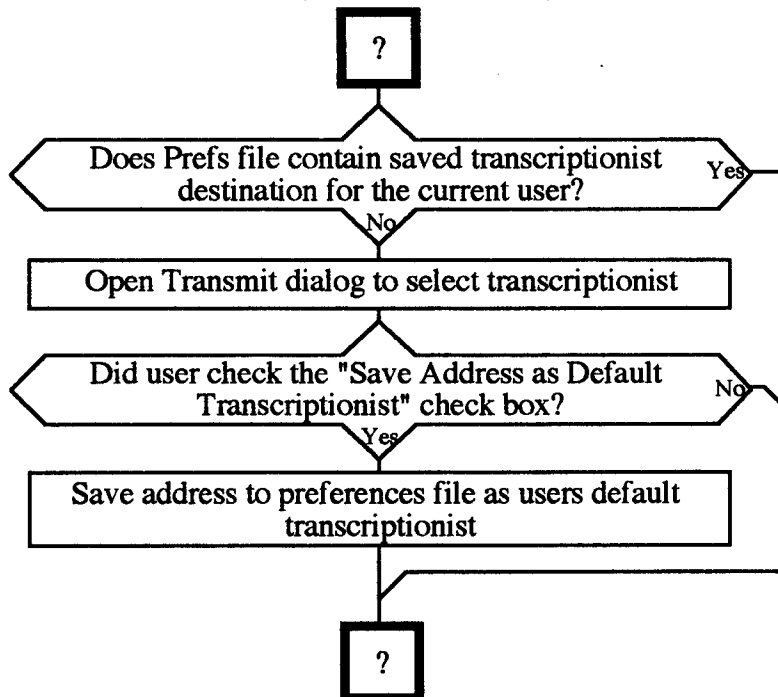 ?
Does Prefs file contain saved transcriptionist
destination for the current user?
Yes
No
Open Transmit dialog to select transcriptionist
Did user check the "Save Address as Default
Transcriptionist" check box?
No
Yes
Save address to preferences file as users default
transcriptionist
?